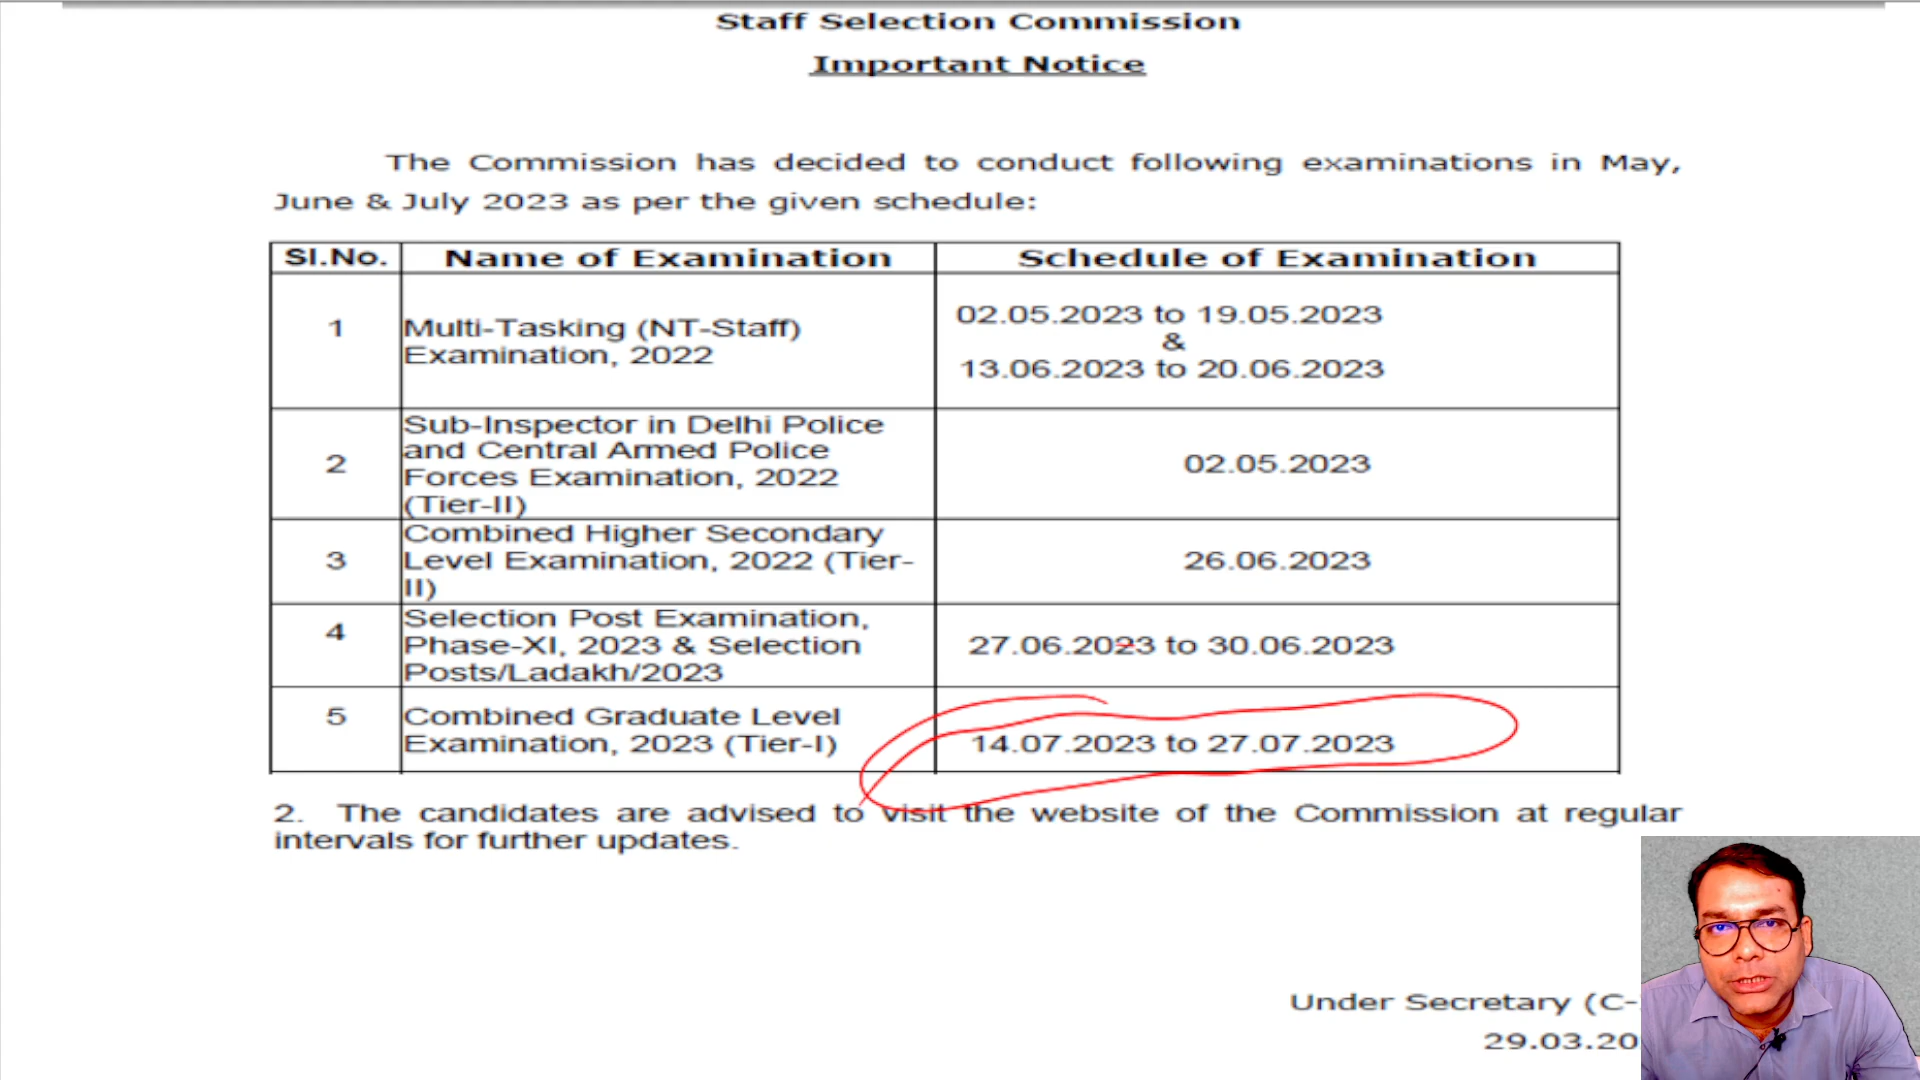 Staff Selection Commission
Important Notice
The Commission has decided to conduct following examinations in May,
June & July 2023 as per the given schedule:
Sl.No. Name of Examination Schedule of Examination
1 Multi-Tasking (NT-Staff)
Examination, 2022
02.05.2023 to 19.05.2023
&
13.06.2023 to 20.06.2023
2 Sub-Inspector in Delhi Police
and Central Armed Police
Forces Examination, 2022
(Tier-II)
02.05.2023
3 Combined Higher Secondary
Level Examination, 2022 (Tier-
II)
26.06.2023
4 Selection Post Examination,
Phase-XI, 2023 & Selection
Posts/Ladakh/2023
27.06.2023 to 30.06.2023
5 Combined Graduate Level
Examination, 2023 (Tier-I)
14.07.2023 to 27.07.2023
2. The candidates are advised to visit the website of the Commission at regular
intervals for further updates.
Under Secretary (C-
29.03.20